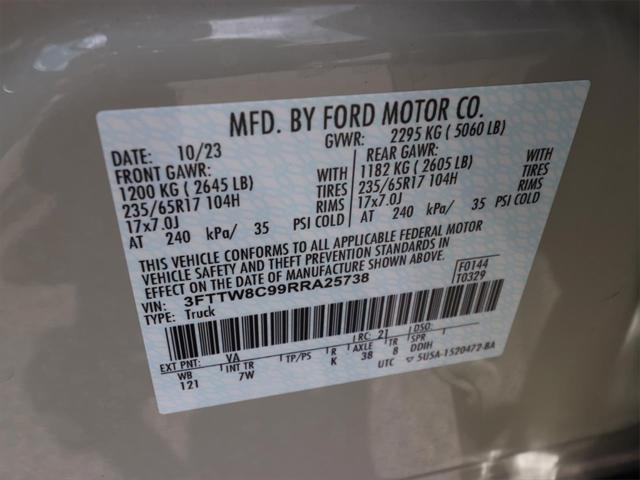 MFD. BY FORD MOTOR CO.
DATE: 10/23 GVWR: 2295 KG ( 5060 LB)
FRONT GAWR: REAR GAWR:
1200 KG ( 2645 LB) WITH 1182 KG ( 2605 LB) WITH
235/65R17 104H TIRES 235/65R17 104H TIRES
17x7.0J RIMS 17x7.0J RIMS
AT 240 kPa/ 35 PSI COLD AT 240 kPa/ 35 PSI COLD
THIS VEHICLE CONFORMS TO ALL APPLICABLE FEDERAL MOTOR
VEHICLE SAFETY AND THEFT PREVENTION STANDARDS IN
EFFECT ON THE DATE OF MANUFACTURE SHOWN ABOVE.
VIN: 3FTTW8C99RRA25738 F0144
TYPE: Truck T0329
EXT PNT: VA RC: 21 DSO:
WB INT TR TP/PS R AXLE TR SPR
121 7W K 38 8 DDIH
UTC ▽ 5U5A-1520472-BA